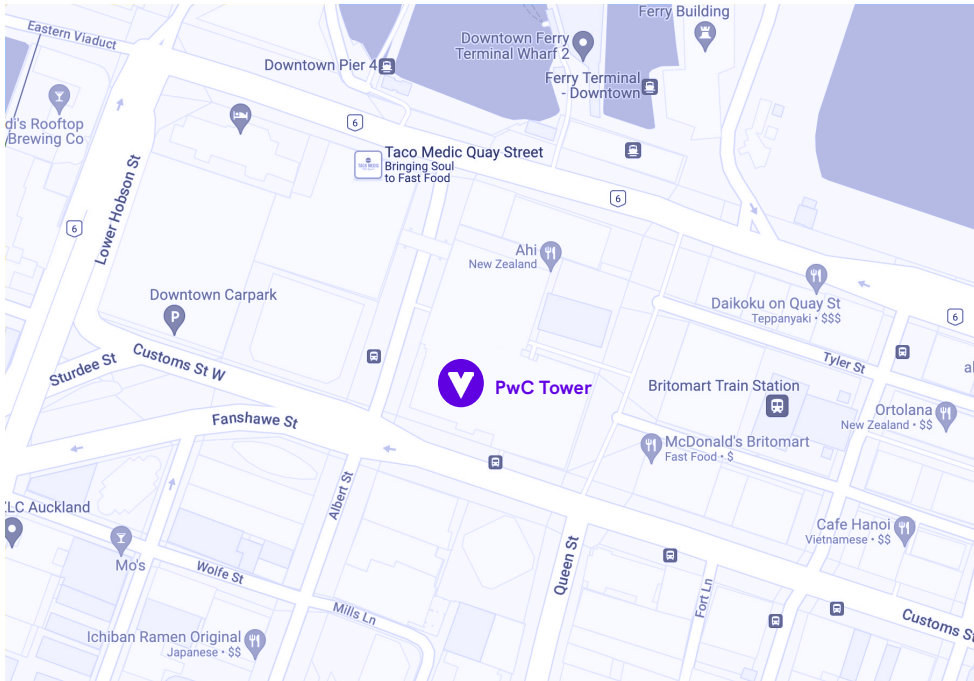 Ferry Building
Eastern Viaduct
Downtown Ferry
Terminal Wharf 2
Downtown Pier 4
Ferry Terminal
- Downtown
di's Rooftop
Brewing Co
6
Taco Medic Quay Street
Bringing Soul
to Fast Food
Lower Hobson St
6
6
Ahi
New Zealand
Downtown Carpark
P
Daikoku on Quay St
Teppanyaki • $$$
6
Customs St W
Sturdee St
Tyler St
al
V PwC Tower
Britomart Train Station
Ortolana
New Zealand • $$
Fanshawe St
McDonald's Britomart
Fast Food • $
Albert St
LC Auckland
Cafe Hanoi
Vietnamese • $$
Mo's
Wolfe St
Queen St
Fort Ln
Mills Ln
Customs St
Ichiban Ramen Original
Japanese • $$